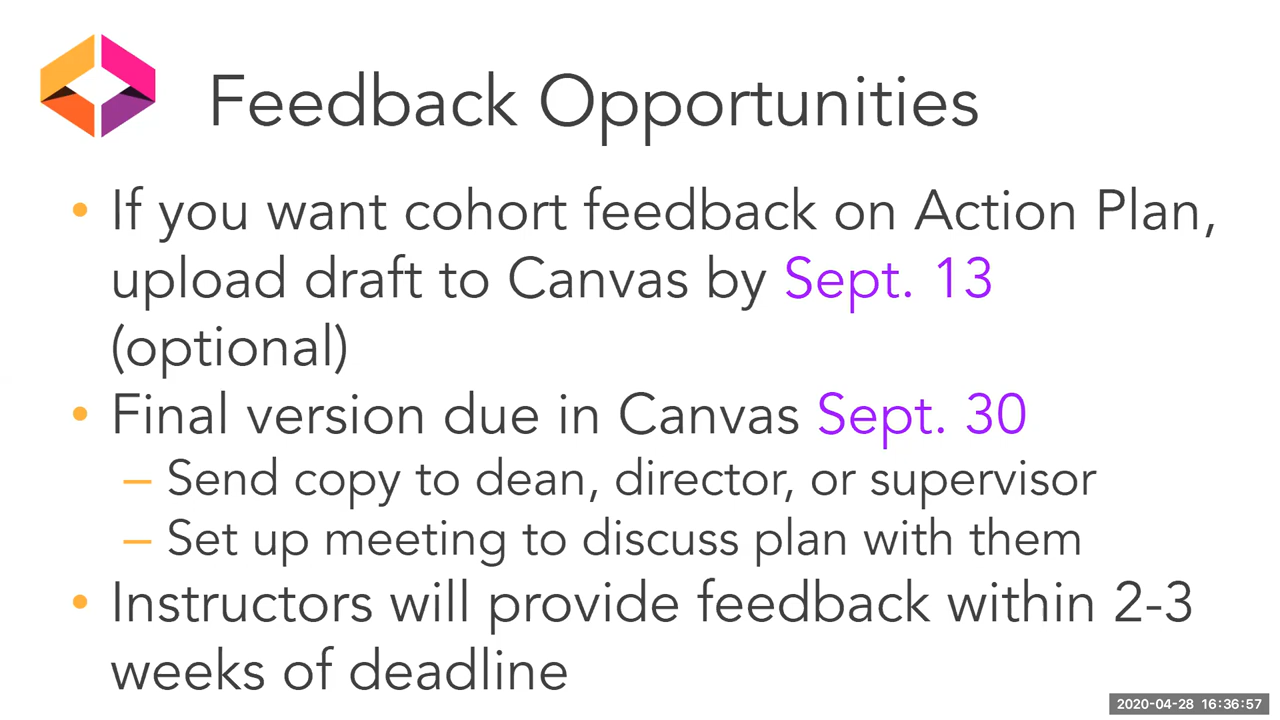 Feedback Opportunities
• If you want cohort feedback on Action Plan,
upload draft to Canvas by Sept. 13
(optional)
• Final version due in Canvas Sept. 30
– Send copy to dean, director, or supervisor
– Set up meeting to discuss plan with them
• Instructors will provide feedback within 2-3
weeks of deadline
2020-04-28 16:36:57